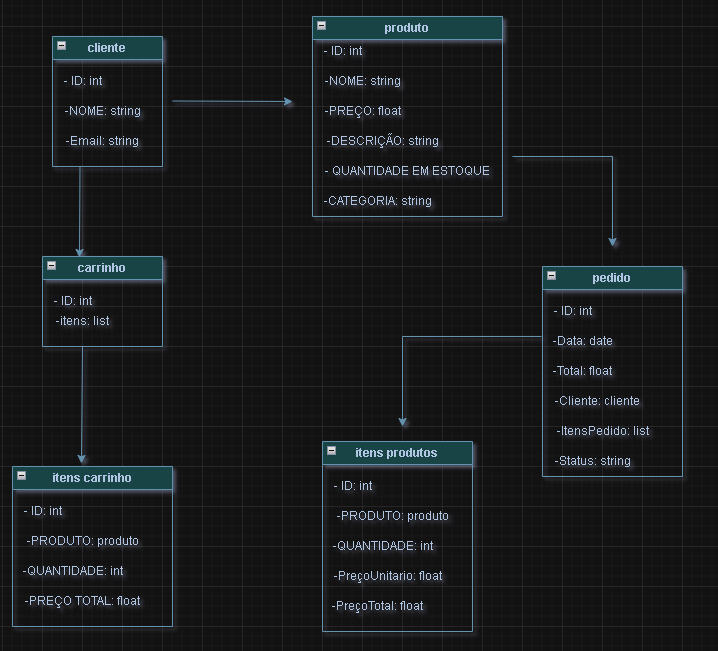 cliente
- ID: int
-NOME: string
-Email: string
produto
- ID: int
-NOME: string
-PREÇO: float
-DESCRIÇÃO: string
- QUANTIDADE EM ESTOQUE
-CATEGORIA: string
carrinho
- ID: int
-itens: list
pedido
- ID: int
-Data: date
-Total: float
-Cliente: cliente
-ItensPedido: list
-Status: string
itens carrinho
- ID: int
-PRODUTO: produto
-QUANTIDADE: int
-PREÇO TOTAL: float
itens produtos
- ID: int
-PRODUTO: produto
-QUANTIDADE: int
-PreçoUnitario: float
-PreçoTotal: float